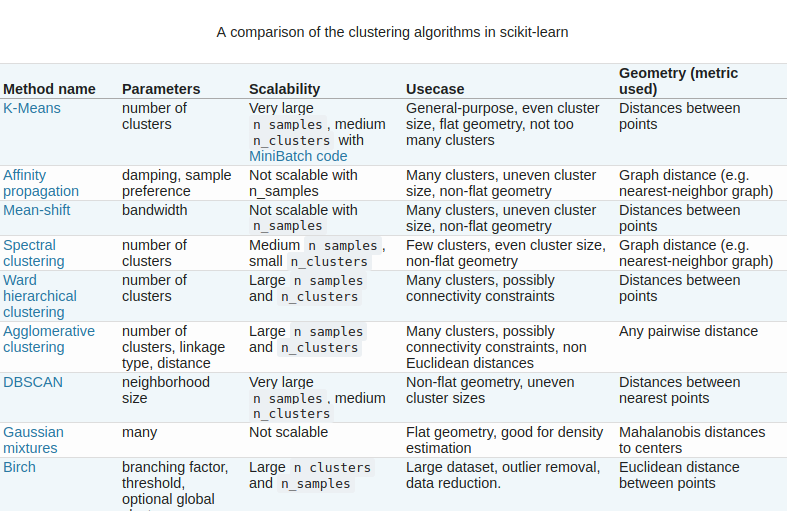 A comparison of the clustering algorithms in scikit-learn
Method name Parameters Scalability Usecase Geometry (metric
used)
K-Means number of Very large General-purpose, even cluster Distances between
clusters n_samples, medium size, flat geometry, not too points
n_clusters with many clusters
MiniBatch code
Affinity damping, sample Not scalable with Many clusters, uneven cluster Graph distance (e.g.
propagation preference n_samples size, non-flat geometry nearest-neighbor graph)
Mean-shift bandwidth Not scalable with Many clusters, uneven cluster Distances between
n_samples size, non-flat geometry points
Spectral number of Medium n_samples, Few clusters, even cluster size, Graph distance (e.g.
clustering clusters small n_clusters non-flat geometry nearest-neighbor graph)
Ward number of Large n_samples Many clusters, possibly Distances between
hierarchical clusters and n_clusters connectivity constraints points
clustering
Agglomerative number of Large n_samples Many clusters, possibly Any pairwise distance
clustering clusters, linkage and n_clusters connectivity constraints, non
type, distance Euclidean distances
DBSCAN neighborhood Very large Non-flat geometry, uneven Distances between
size n_samples, medium cluster sizes nearest points
n_clusters
Gaussian many Not scalable Flat geometry, good for density Mahalanobis distances
mixtures estimation to centers
Birch branching factor, Large n_clusters Large dataset, outlier removal, Euclidean distance
threshold, and n_samples data reduction. between points
optional global